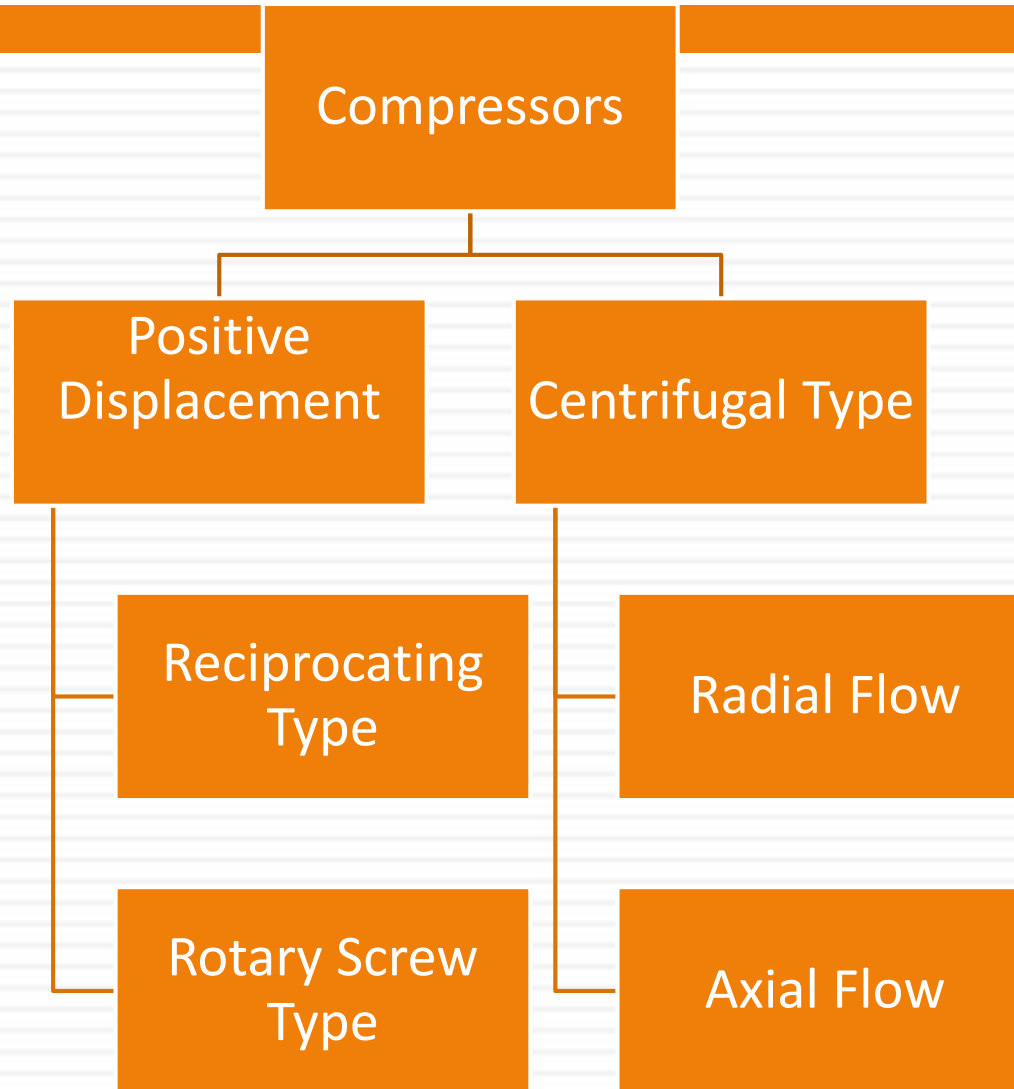 Compressors
Positive
Displacement
Centrifugal Type
Reciprocating
Type
Radial Flow
Rotary Screw
Type
Axial Flow